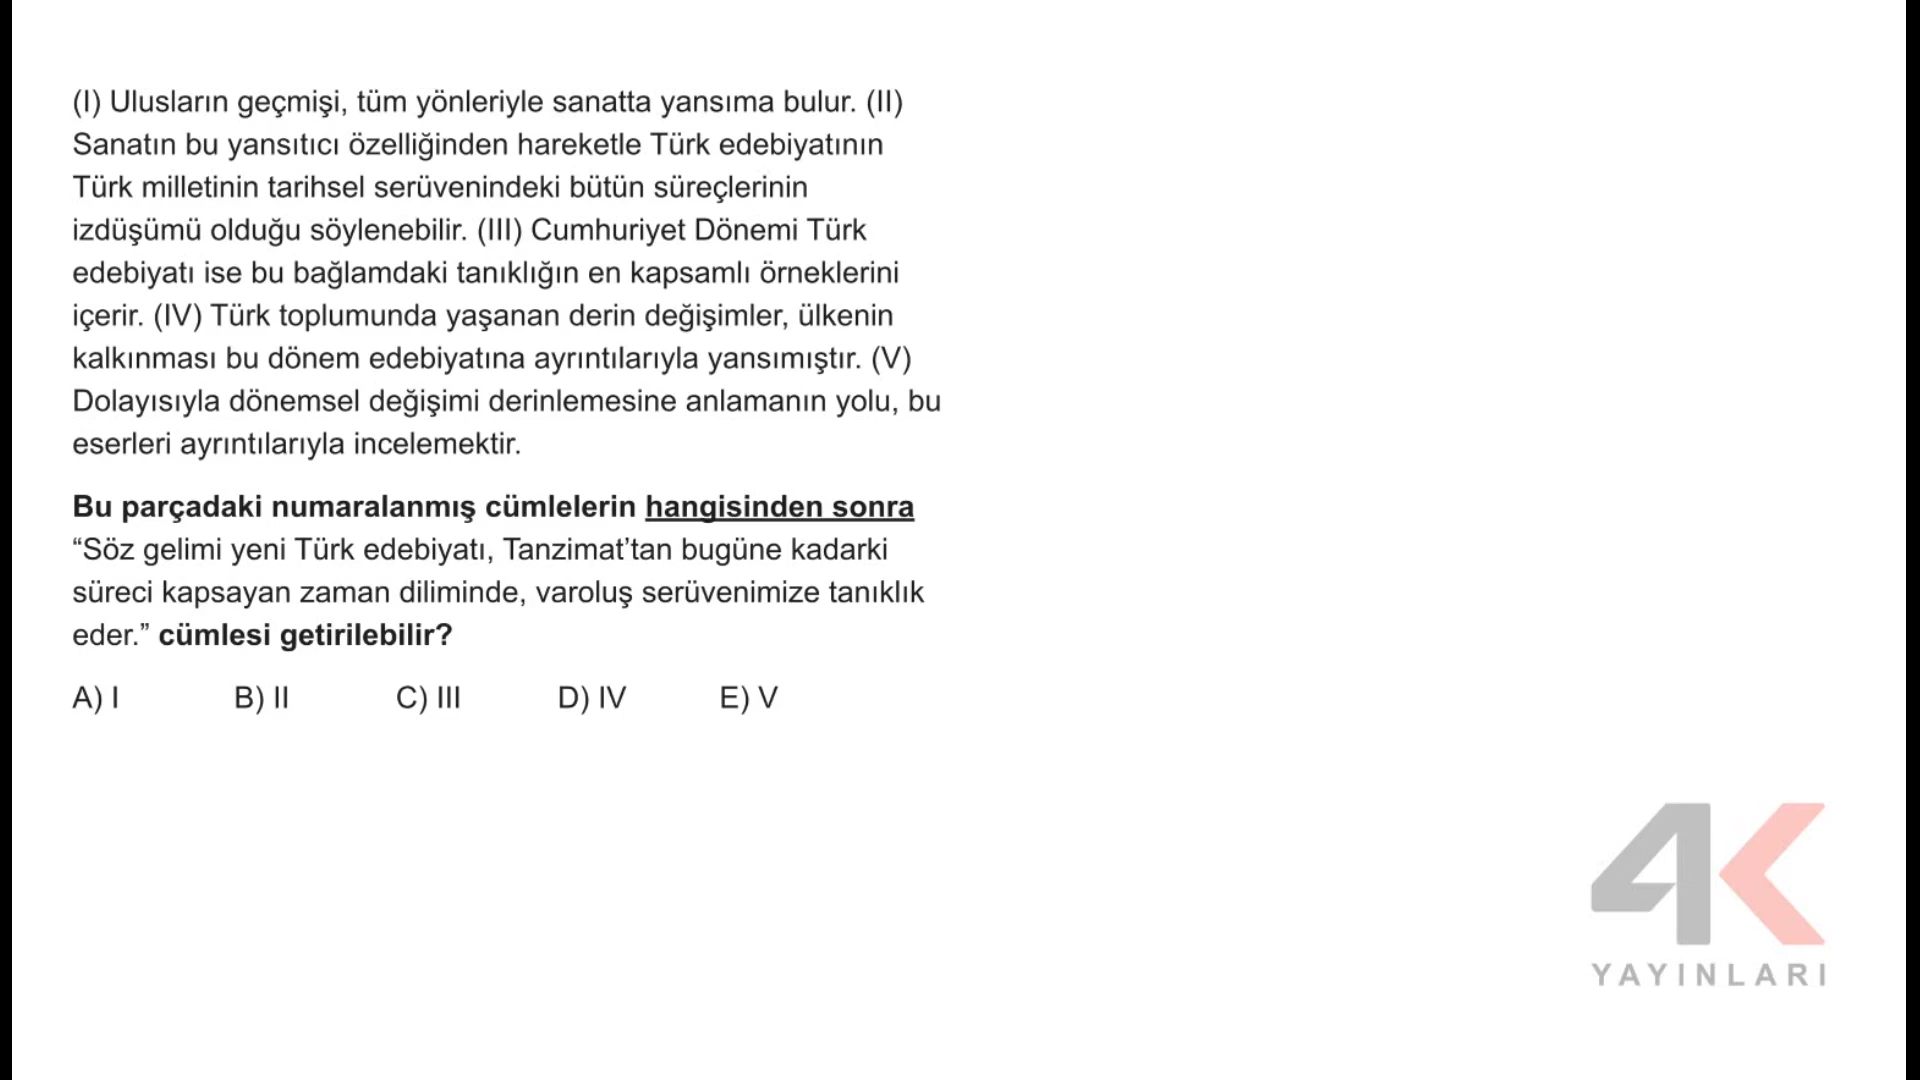 (I) Ulusların geçmişi, tüm yönleriyle sanatta yansıma bulur. (II)
Sanatın bu yansıtıcı özelliğinden hareketle Türk edebiyatının
Türk milletinin tarihsel serüvenindeki bütün süreçlerinin
izdüşümü olduğu söylenebilir. (III) Cumhuriyet Dönemi Türk
edebiyatı ise bu bağlamdaki tanıklığın en kapsamlı örneklerini
içerir. (IV) Türk toplumunda yaşanan derin değişimler, ülkenin
kalkınması bu dönem edebiyatına ayrıntılarıyla yansımıştır. (V)
Dolayısıyla dönemsel değişimi derinlemesine anlamanın yolu, bu
eserleri ayrıntılarıyla incelemektir.
Bu parçadaki numaralanmış cümlelerin hangisinden sonra
“Söz gelimi yeni Türk edebiyatı, Tanzimat’tan bugüne kadarki
süreci kapsayan zaman diliminde, varoluş serüvenimize tanıklık
eder.” cümlesi getirilebilir?
A) I B) II C) III D) IV E) V
4K
YAYINLARI